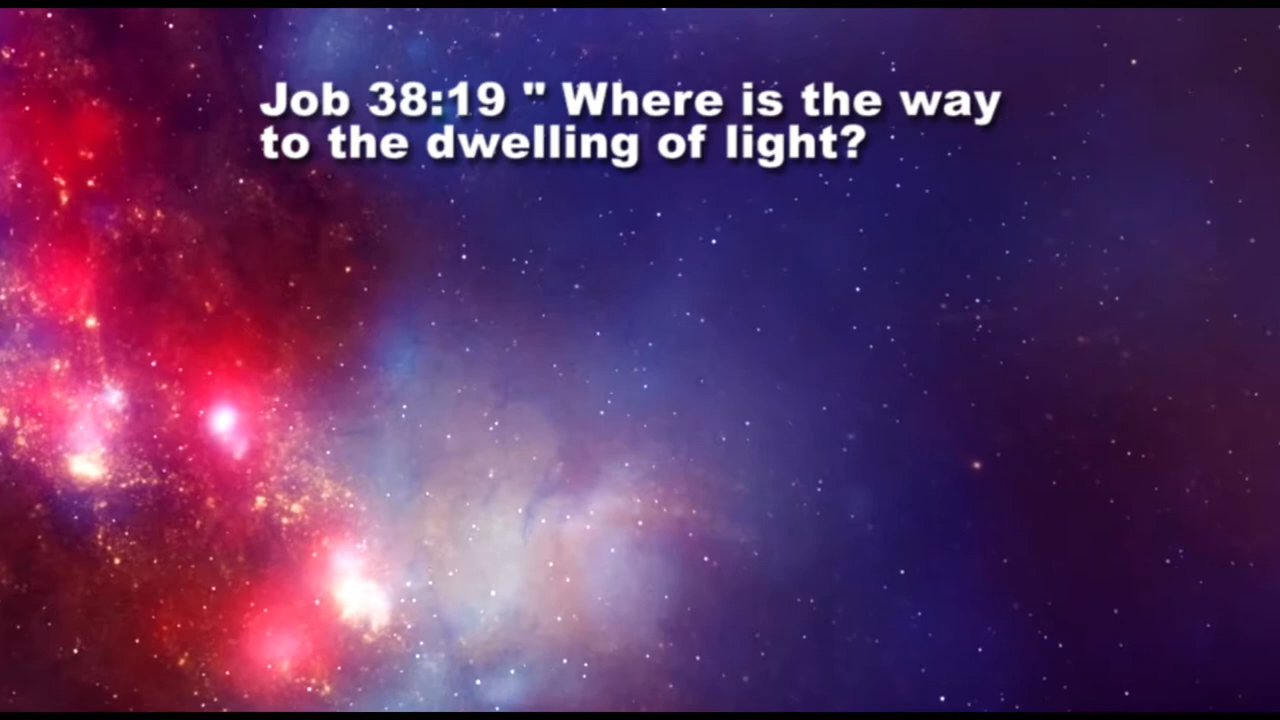 Job 38:19 " Where is the way
to the dwelling of light?